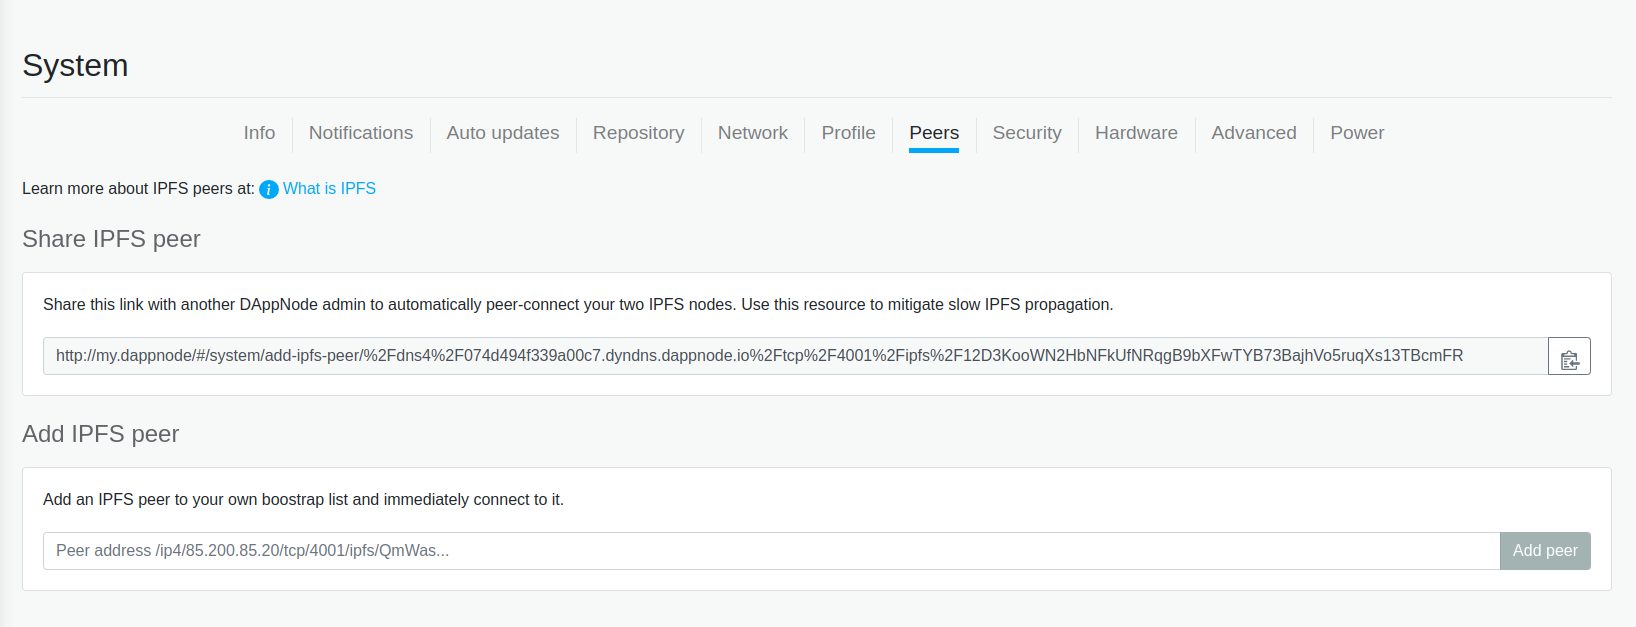 System
Info Notifications Auto updates Repository Network Profile Peers Security Hardware Advanced Power
Learn more about IPFS peers at: i What is IPFS
Share IPFS peer
Share this link with another DAppNode admin to automatically peer-connect your two IPFS nodes. Use this resource to mitigate slow IPFS propagation.
http://my.dappnode/#/system/add-ipfs-peer/%2Fdns4%2F074d494f339a00c7.dyndns.dappnode.io%2Ftcp%2F4001%2Fipfs%2F12D3KooWN2HbNFkUfNRqgB9bXFwTYB73BajhVo5ruqXs13TBcmFR
Add IPFS peer
Add an IPFS peer to your own boostrap list and immediately connect to it.
Peer address /ip4/85.200.85.20/tcp/4001/ipfs/QmWas... Add peer